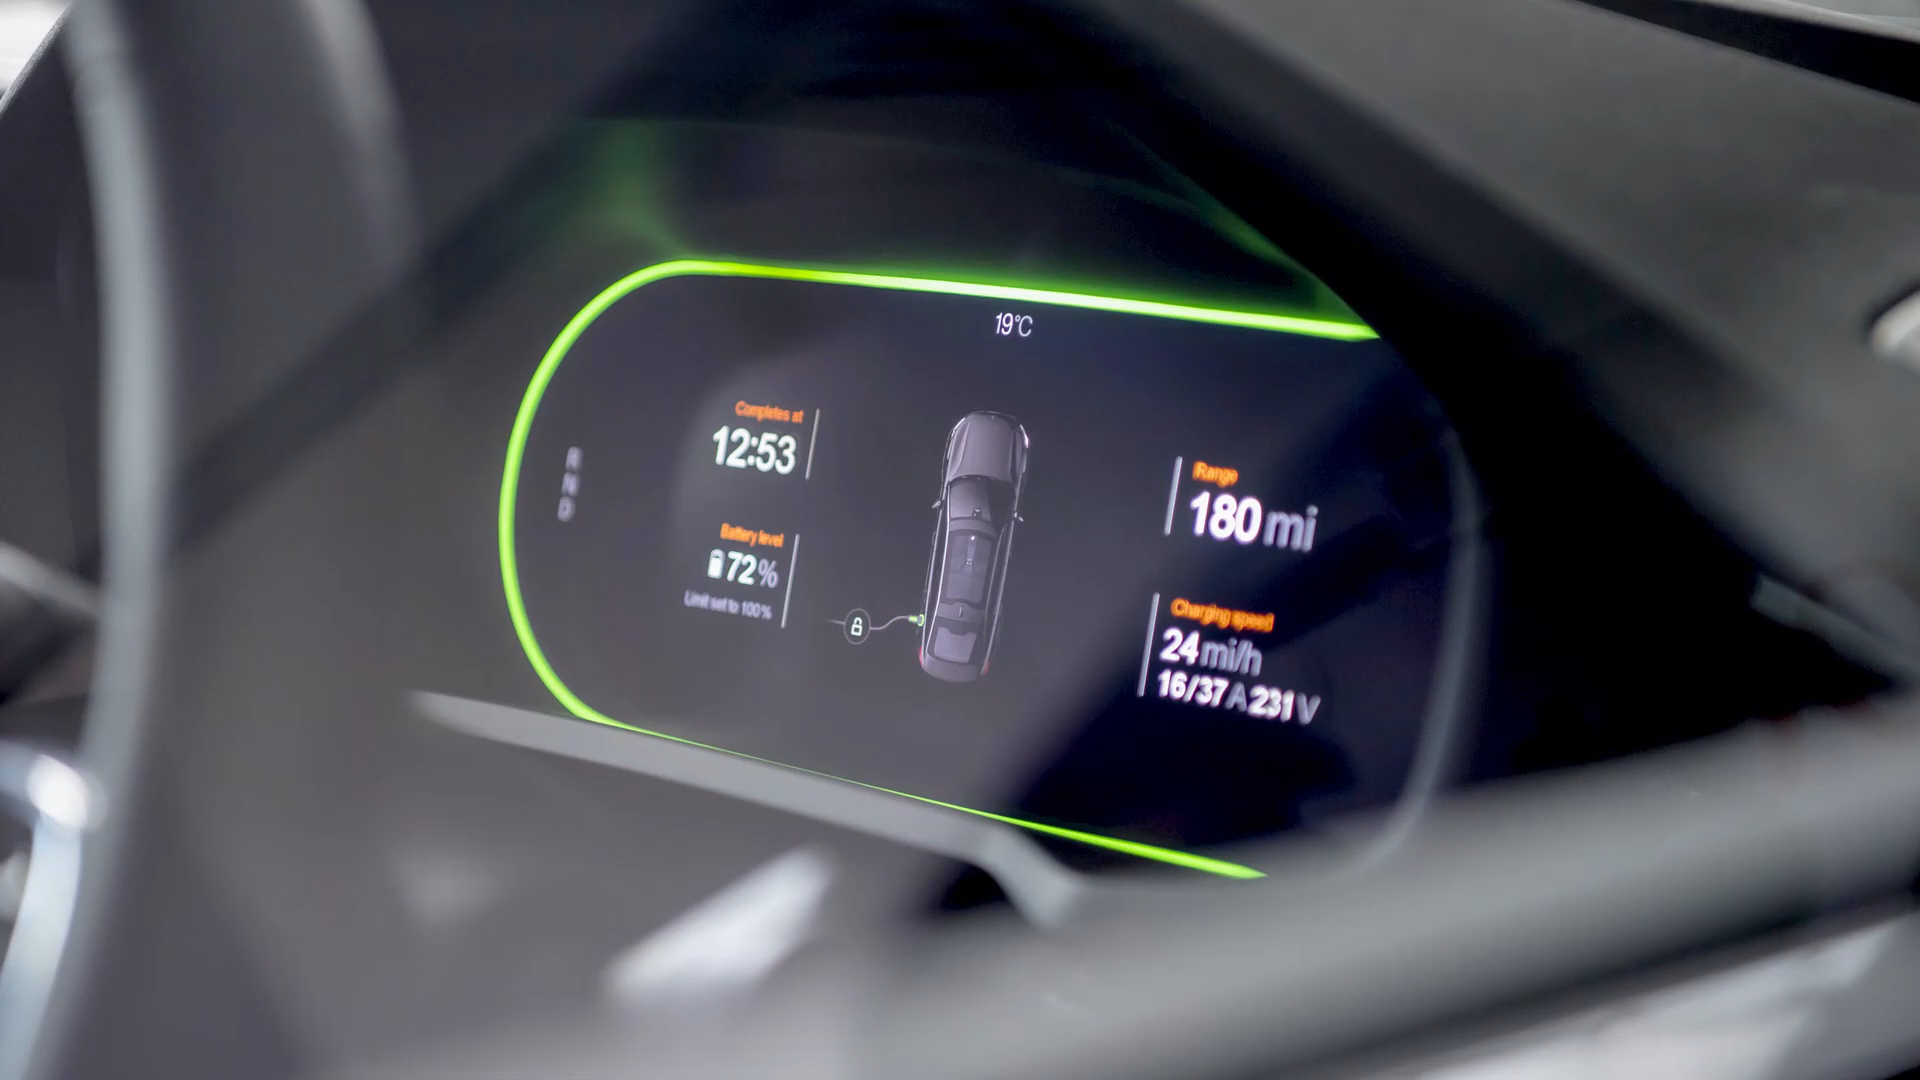 19°C
R
N
D
Completes at
12:53
Battery level
72%
Limit set to 100%
Range
180 mi
Charging speed
24 mi/h
16/37 A 231 V